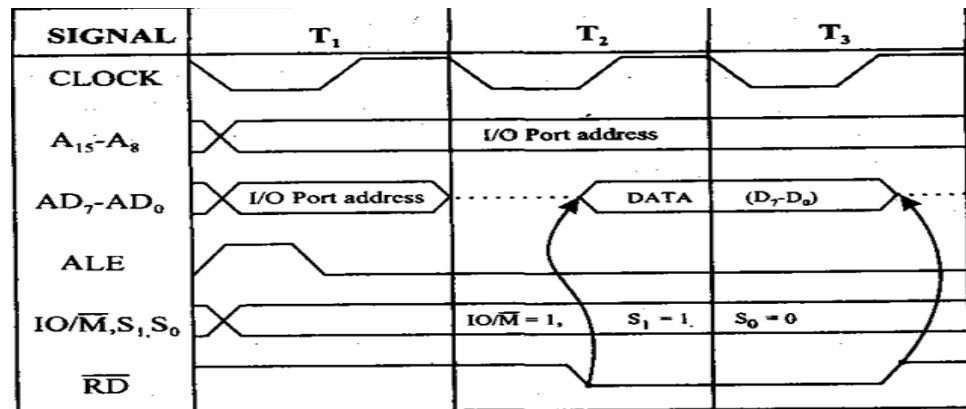 SIGNAL T₁ T₂ T₃
CLOCK
A₁₅-A₈ I/O Port address
AD₇-AD₀ I/O Port address DATA (D₇-D₀)
ALE
IO/M̅,S₁,S₀ IO/M̅ = 1, S₁ = 1 S₀ = 0
R̅D̅